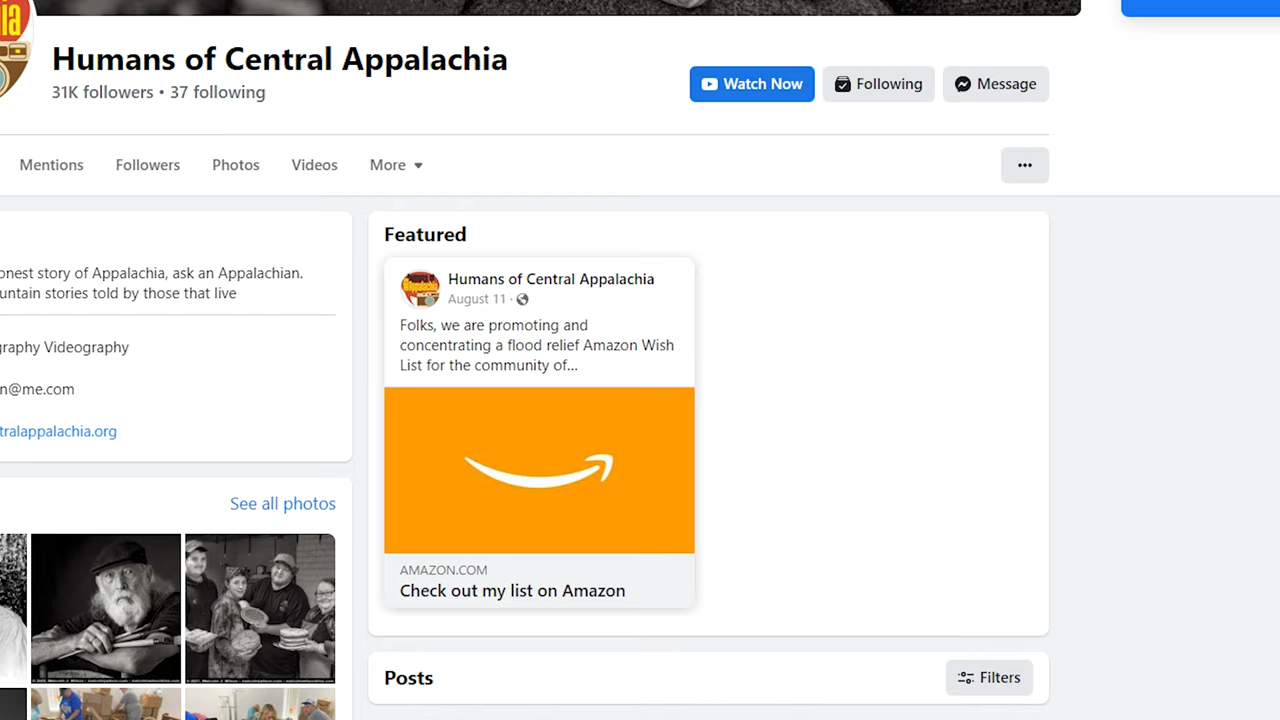 ia
Humans of Central Appalachia
31K followers • 37 following
Watch Now
Following
Message
Mentions
Followers
Photos
Videos
More
Featured
Humans of Central Appalachia
August 11 ·
Folks, we are promoting and
concentrating a flood relief Amazon Wish
List for the community of...
AMAZON.COM
Check out my list on Amazon
onest story of Appalachia, ask an Appalachian.
untain stories told by those that live
graphy Videography
n@me.com
tralappalachia.org
See all photos
Posts
Filters